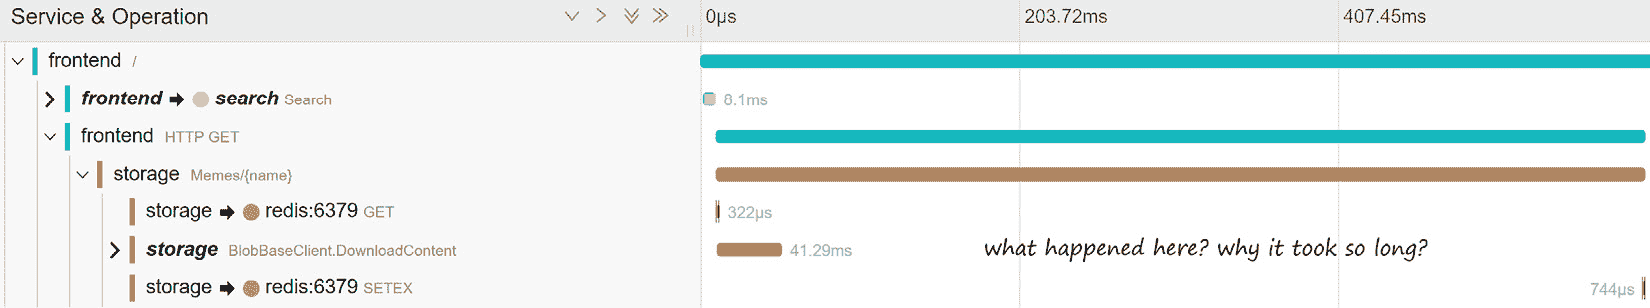 Service & Operation 0µs 203.72ms 407.45ms
frontend /
frontend search Search 8.1ms
frontend HTTP GET
storage Memes/{name}
storage redis:6379 GET 322µs
storage BlobBaseClient.DownloadContent 41.29ms what happened here? why it took so long?
storage redis:6379 SETEX 744µs